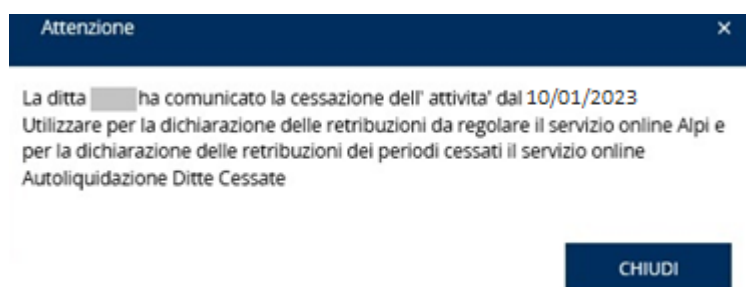 Attenzione ×
La ditta ha comunicato la cessazione dell' attivita' dal 10/01/2023
Utilizzare per la dichiarazione delle retribuzioni da regolare il servizio online Alpi e
per la dichiarazione delle retribuzioni dei periodi cessati il servizio online
Autoliquidazione Ditte Cessate
CHIUDI